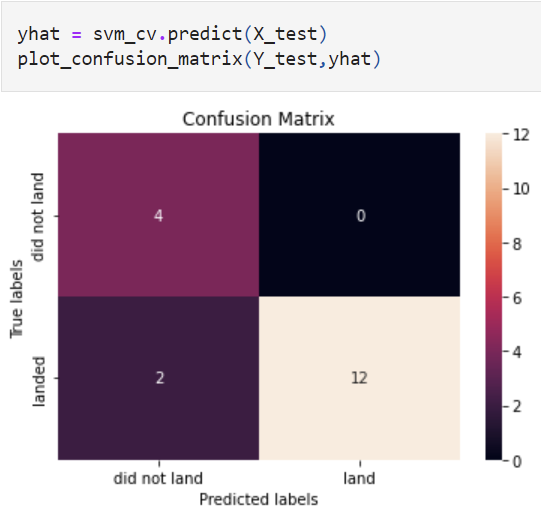 yhat = svm_cv.predict(X_test)
plot_confusion_matrix(Y_test,yhat)
Confusion Matrix
True labels
did not land
landed
4
0
2
12
did not land
land
Predicted labels
12
10
8
6
4
2
0